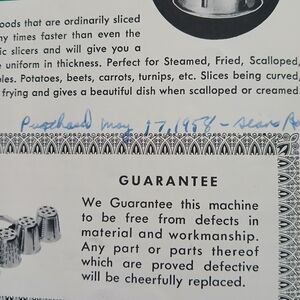 oods that are ordinarily sliced
ny times faster than even the
ic slicers and will give you a
e uniform in thickness. Perfect for Steamed, Fried, Scalloped,
bles. Potatoes, beets, carrots, turnips, etc. Slices being curved,
frying and gives a beautiful dish when scalloped or creamed
May 17, 1954 - Sears
GUARANTEE
We Guarantee this machine
to be free from defects in
material and workmanship.
Any part or parts thereof
which are proved defective
will be cheerfully replaced.